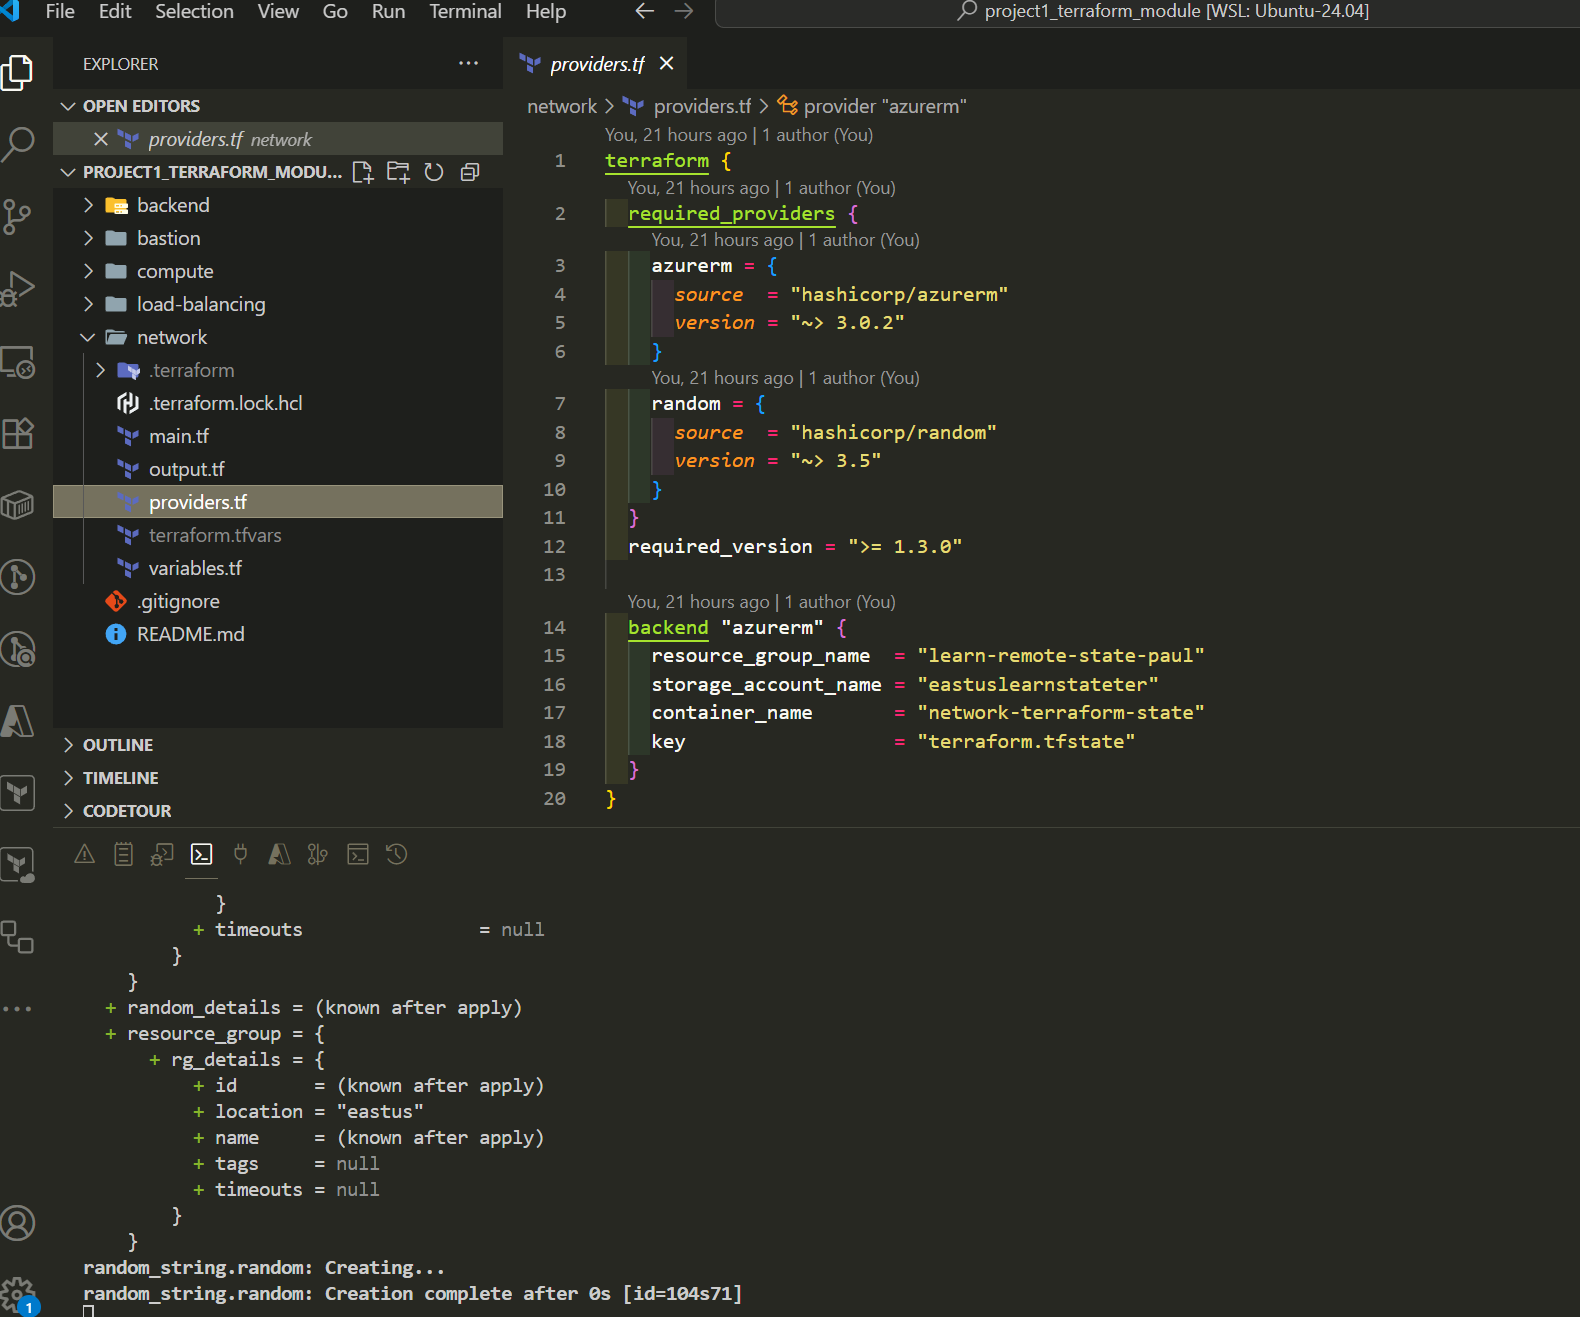 File Edit Selection View Go Run Terminal Help
project1_terraform_module [WSL: Ubuntu-24.04]
EXPLORER
OPEN EDITORS
providers.tf network
PROJECT1_TERRAFORM_MODU...
backend
bastion
compute
load-balancing
network
.terraform
.terraform.lock.hcl
main.tf
output.tf
providers.tf
terraform.tfvars
variables.tf
.gitignore
README.md
OUTLINE
TIMELINE
CODETOUR
1
providers.tf
network > providers.tf > provider "azurerm"
You, 21 hours ago | 1 author (You)
1 terraform {
You, 21 hours ago | 1 author (You)
2 required_providers {
You, 21 hours ago | 1 author (You)
3 azurerm = {
4 source = "hashicorp/azurerm"
5 version = "~> 3.0.2"
6 }
You, 21 hours ago | 1 author (You)
7 random = {
8 source = "hashicorp/random"
9 version = "~> 3.5"
10 }
11 }
12 required_version = ">= 1.3.0"
13
You, 21 hours ago | 1 author (You)
14 backend "azurerm" {
15 resource_group_name = "learn-remote-state-paul"
16 storage_account_name = "eastuslearnstateter"
17 container_name = "network-terraform-state"
18 key = "terraform.tfstate"
19 }
20 }
}
+ timeouts = null
}
}
+ random_details = (known after apply)
+ resource_group = {
+ rg_details = {
+ id = (known after apply)
+ location = "eastus"
+ name = (known after apply)
+ tags = null
+ timeouts = null
}
}
random_string.random: Creating...
random_string.random: Creation complete after 0s [id=104s71]